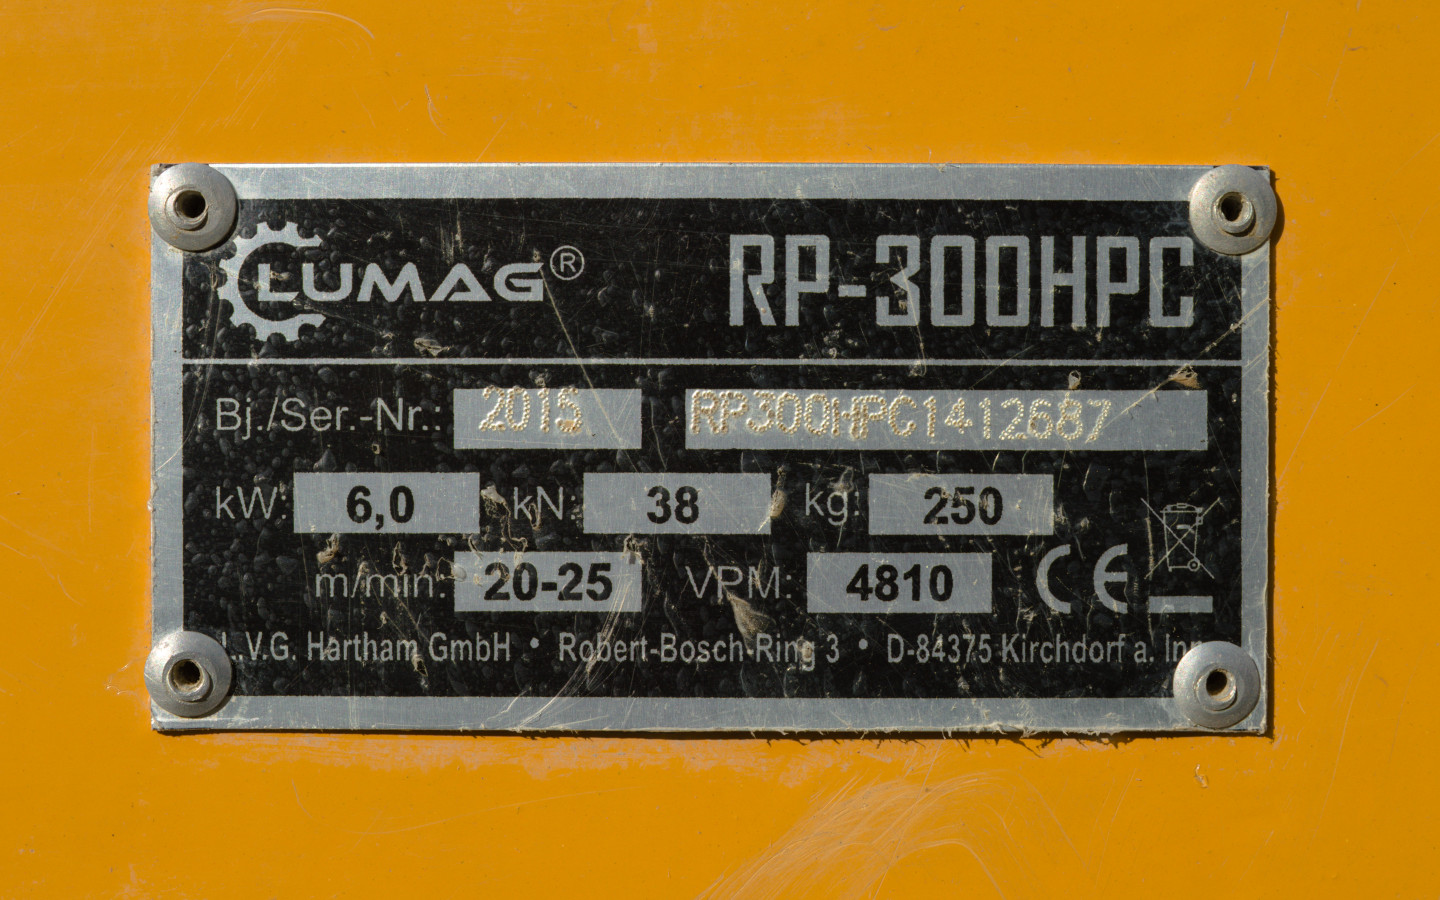 LUMAG® RP-300HPC
Bj./Ser.-Nr.: 2015 RP300HPC1412687
kW: 6,0 kN: 38 kg: 250
m/min: 20-25 VPM: 4810 CE
.V.G. Hartham GmbH • Robert-Bosch-Ring 3 • D-84375 Kirchdorf a. Inn